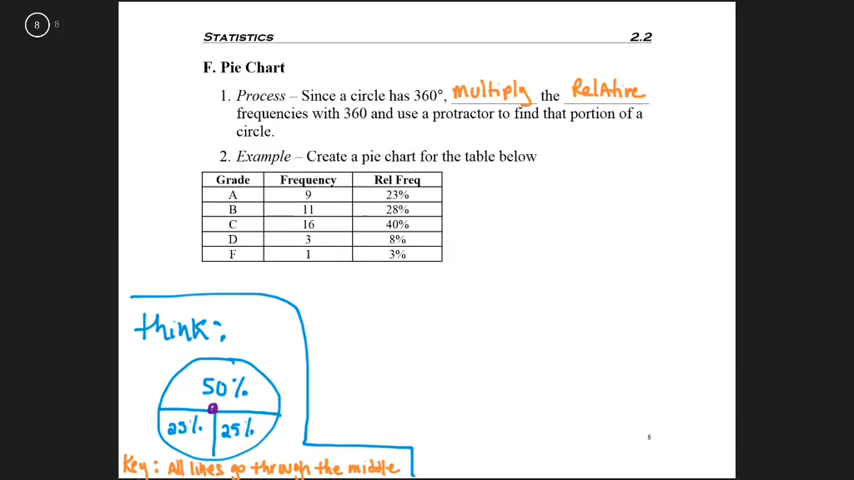 8 8
STATISTICS 2.2
F. Pie Chart
1. Process – Since a circle has 360°, multiply the Relative
frequencies with 360 and use a protractor to find that portion of a
circle.
2. Example – Create a pie chart for the table below
Grade Frequency Rel Freq
A 9 23%
B 11 28%
C 16 40%
D 3 8%
F 1 3%
think:
50%
25% 25%
8
Key: All lines go through the middle